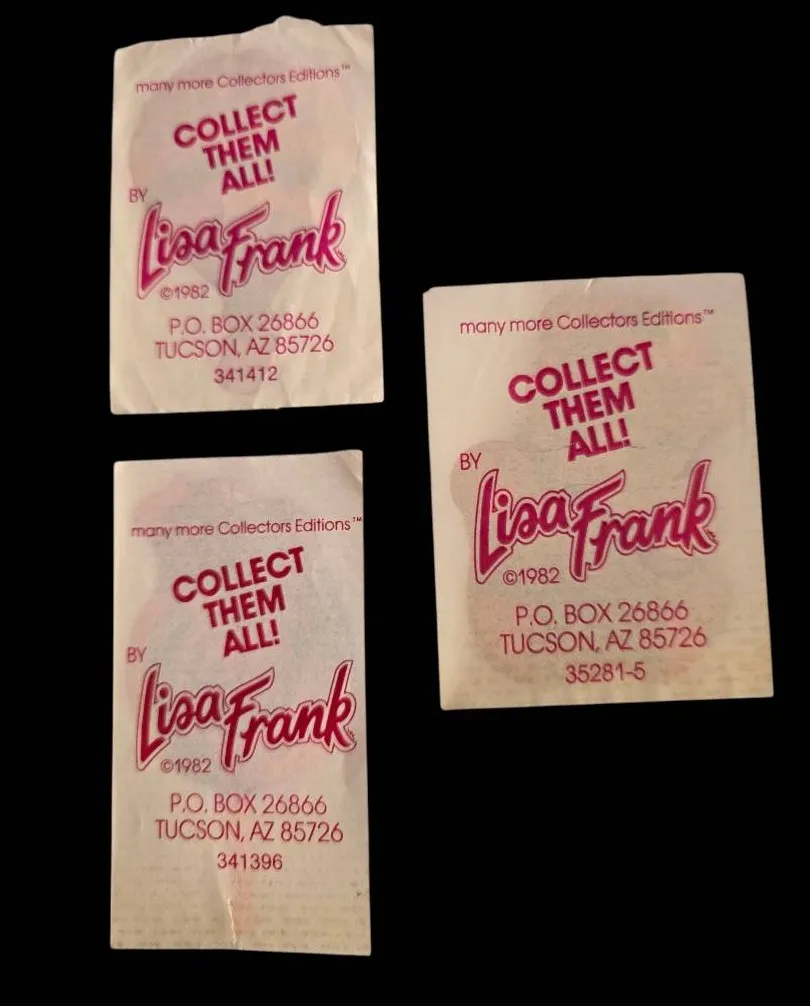 many more Collectors Editions™
COLLECT
THEM
ALL!
BY
Lisa Frank
©1982
P.O. BOX 26866
TUCSON, AZ 85726
341412
many more Collectors Editions™
COLLECT
THEM
ALL!
BY
Lisa Frank
©1982
P.O. BOX 26866
TUCSON, AZ 85726
35281-5
many more Collectors Editions™
COLLECT
THEM
ALL!
BY
Lisa Frank
©1982
P.O. BOX 26866
TUCSON, AZ 85726
341396